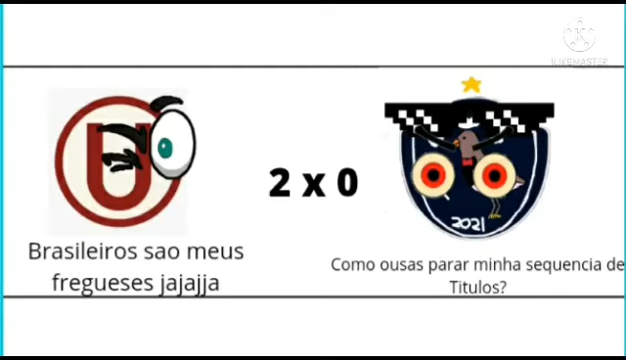 KINEMASTER
U
2 x 0
2021
Brasileiros sao meus
fregueses jajajja
Como ousas parar minha sequencia de
Titulos?